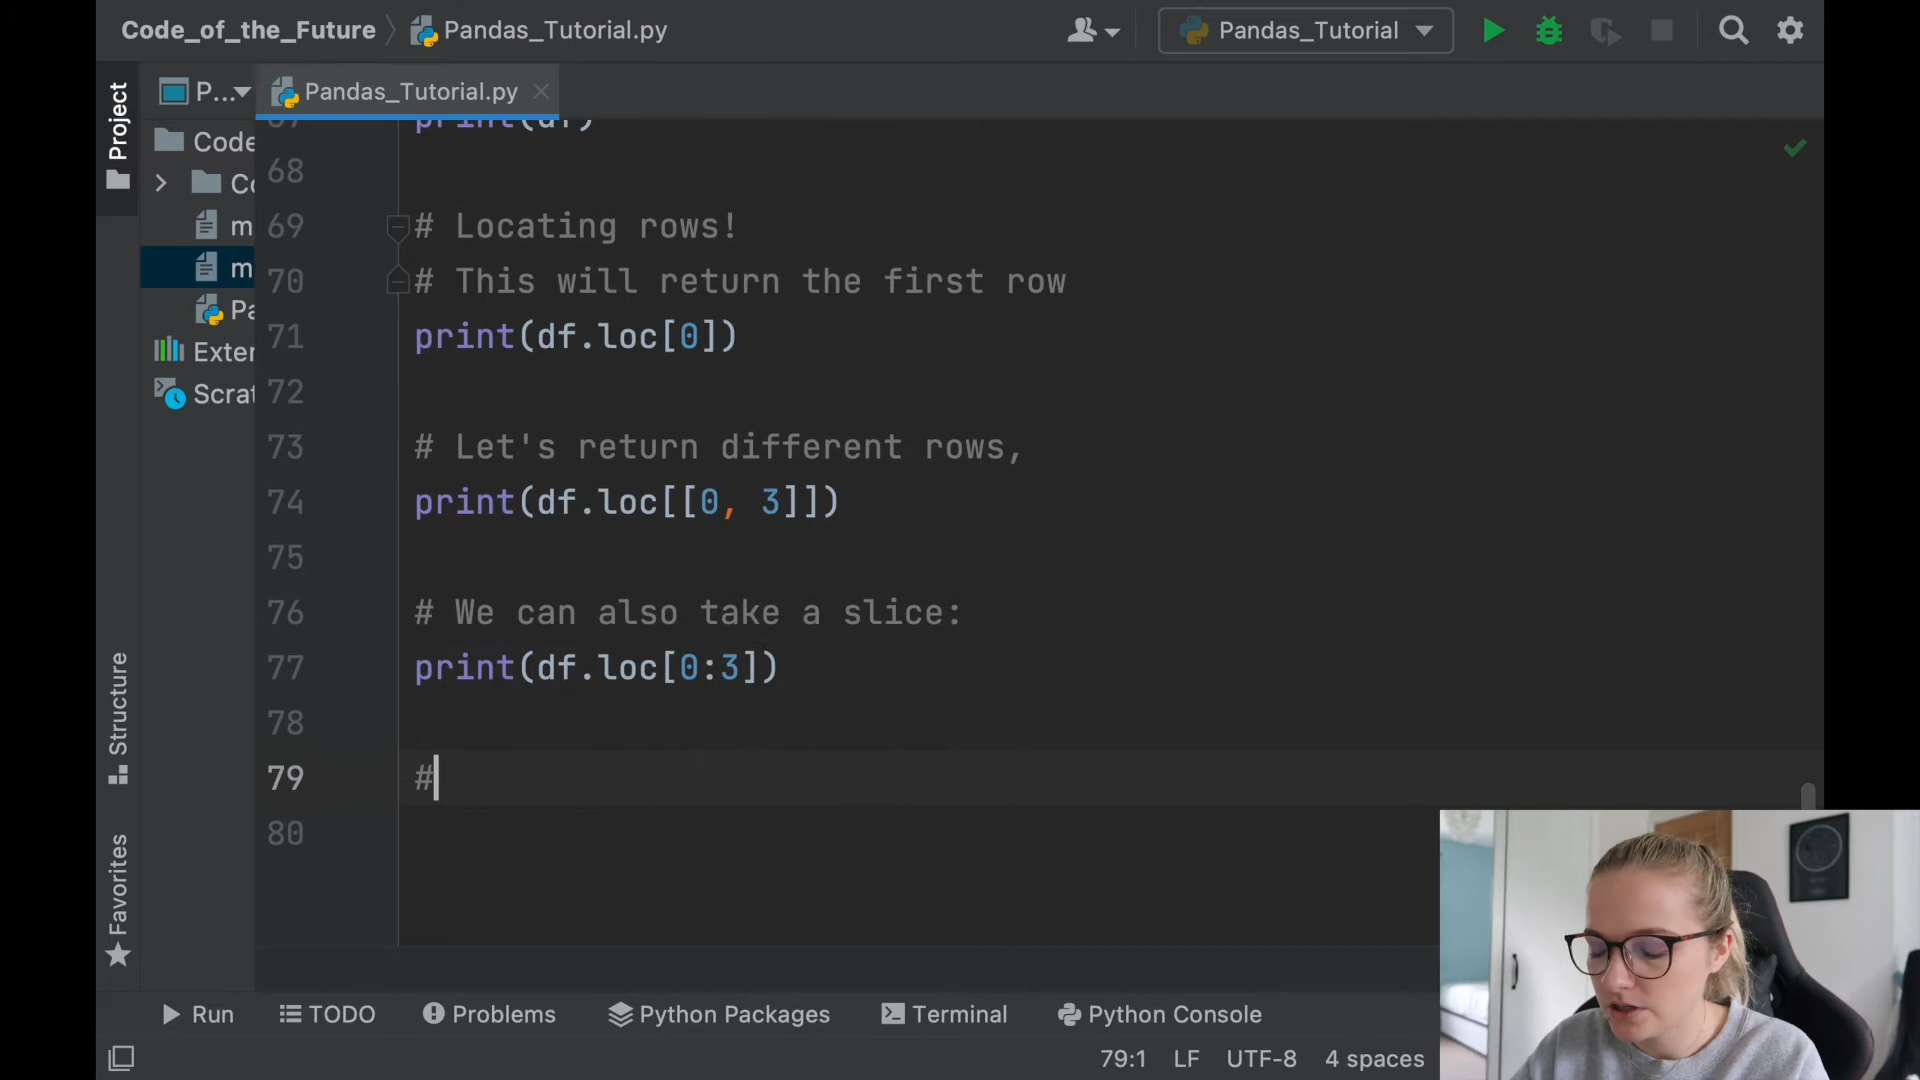 Code_of_the_Future
Pandas_Tutorial.py
Pandas_Tutorial
Project
P...
Pandas_Tutorial.py
Code
Co
m
m
Pa
Exter
Scrat
Structure
Favorites
67 print(df)
68
69 # Locating rows!
70 # This will return the first row
71 print(df.loc[0])
72
73 # Let's return different rows,
74 print(df.loc[[0, 3]])
75
76 # We can also take a slice:
77 print(df.loc[0:3])
78
79 #
80
Run TODO Problems Python Packages Terminal Python Console
79:1 LF UTF-8 4 spaces